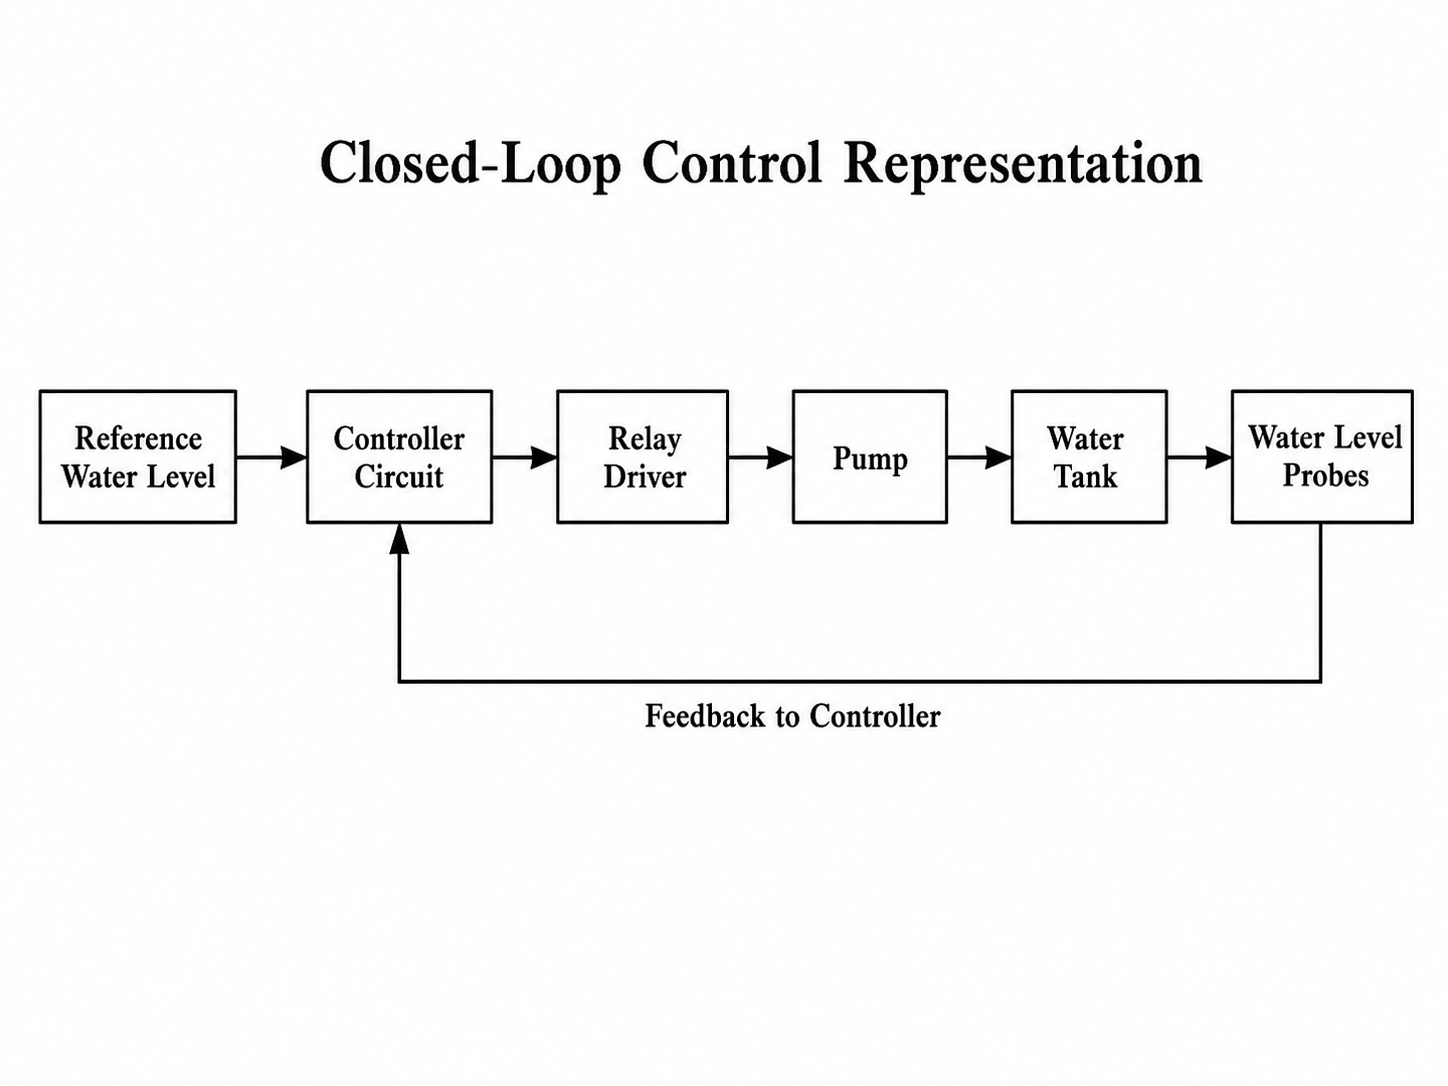 Closed-Loop Control Representation
Reference
Water Level
Controller
Circuit
Relay
Driver
Pump
Water
Tank
Water Level
Probes
Feedback to Controller